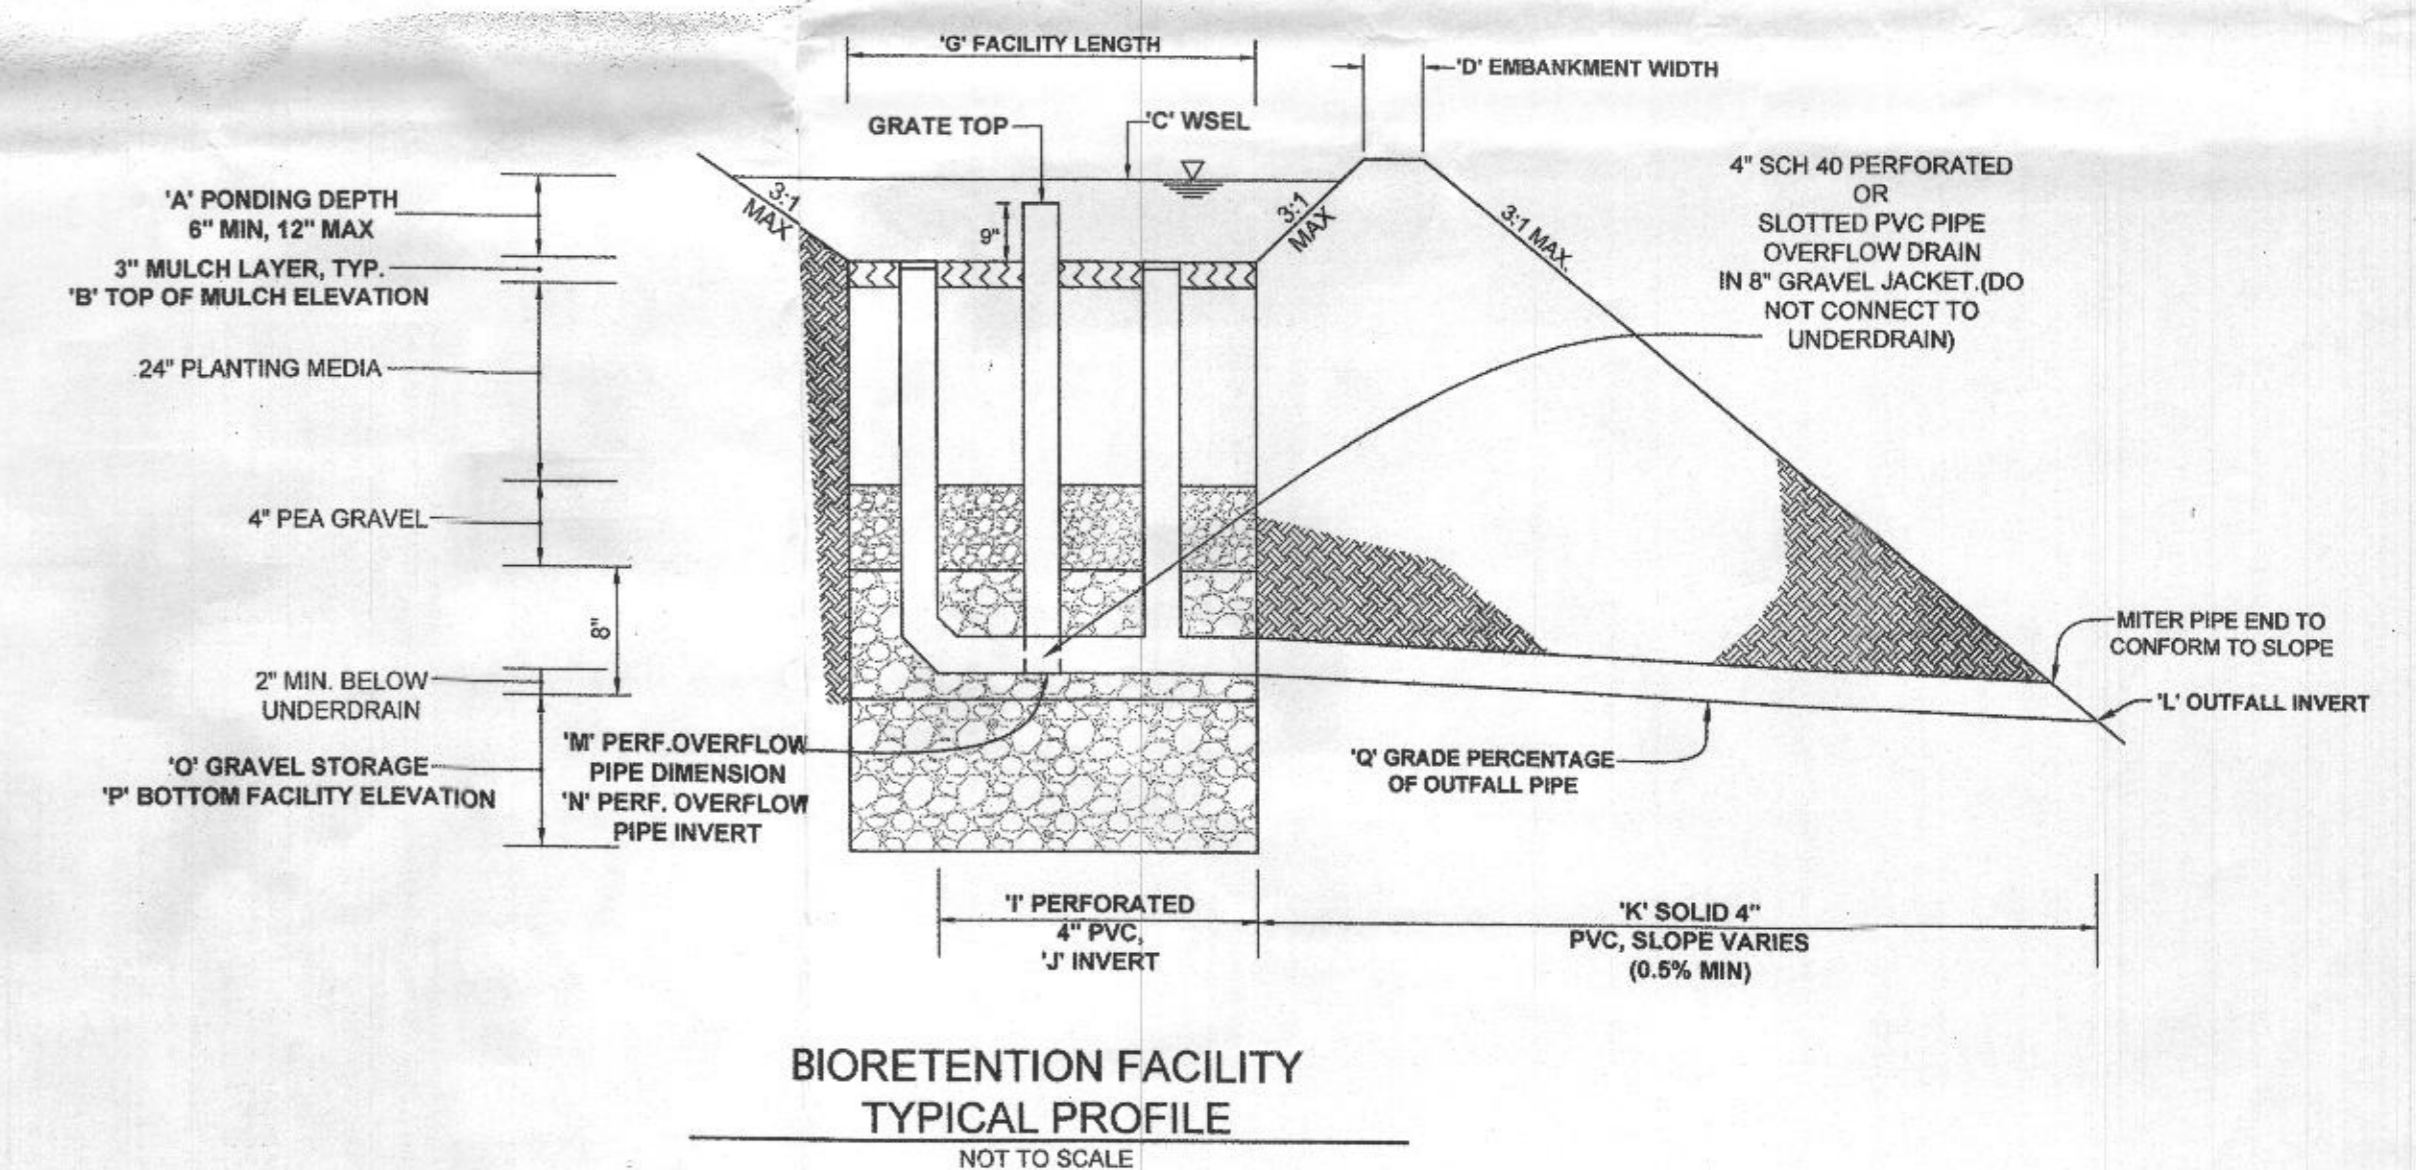 'G' FACILITY LENGTH
'D' EMBANKMENT WIDTH
GRATE TOP
'C' WSEL
'A' PONDING DEPTH
6" MIN, 12" MAX
3:1
MAX
9"
3:1
MAX
3:1 MAX.
4" SCH 40 PERFORATED
OR
SLOTTED PVC PIPE
OVERFLOW DRAIN
IN 8" GRAVEL JACKET.(DO
NOT CONNECT TO
UNDERDRAIN)
3" MULCH LAYER, TYP.
'B' TOP OF MULCH ELEVATION
24" PLANTING MEDIA
4" PEA GRAVEL
8"
2" MIN. BELOW
UNDERDRAIN
MITER PIPE END TO
CONFORM TO SLOPE
'L' OUTFALL INVERT
'M' PERF.OVERFLOW
PIPE DIMENSION
'N' PERF. OVERFLOW
PIPE INVERT
'O' GRAVEL STORAGE
'P' BOTTOM FACILITY ELEVATION
'Q' GRADE PERCENTAGE
OF OUTFALL PIPE
'I' PERFORATED
4" PVC,
'J' INVERT
'K' SOLID 4"
PVC, SLOPE VARIES
(0.5% MIN)
BIORETENTION FACILITY
TYPICAL PROFILE
NOT TO SCALE